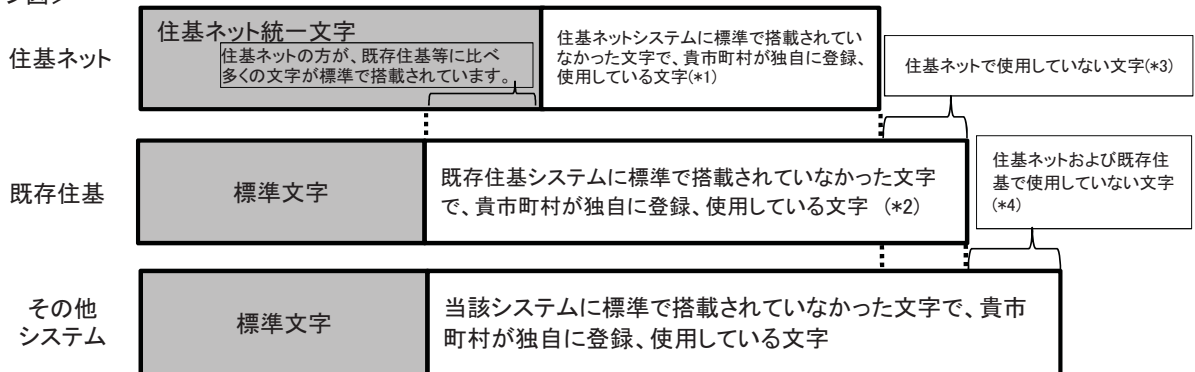 住基ネット
住基ネット統一文字
住基ネットの方が、既存住基等に比べ
多くの文字が標準で搭載されています。
住基ネットシステムに標準で搭載されてい
なかった文字で、貴市町村が独自に登録、
使用している文字(*1)
住基ネットで使用していない文字(*3)
既存住基
標準文字
既存住基システムに標準で搭載されていなかった文字
で、貴市町村が独自に登録、使用している文字 (*2)
住基ネットおよび既存住
基で使用していない文字
(*4)
その他
システム
標準文字
当該システムに標準で搭載されていなかった文字で、貴市
町村が独自に登録、使用している文字